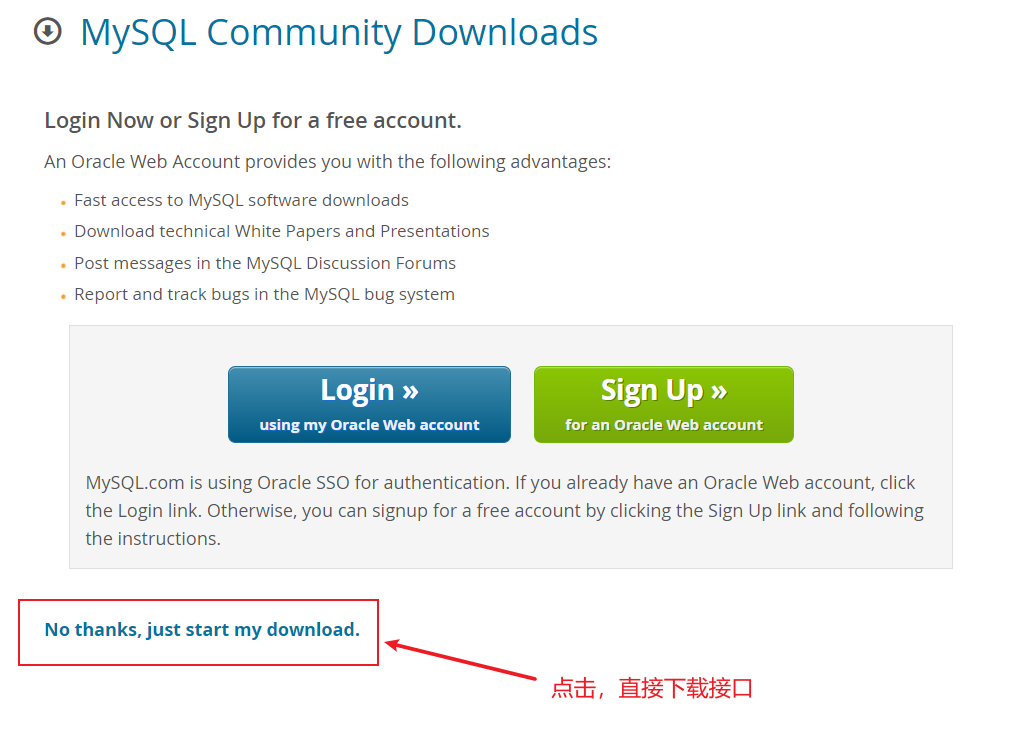 MySQL Community Downloads
Login Now or Sign Up for a free account.
An Oracle Web Account provides you with the following advantages:
Fast access to MySQL software downloads
Download technical White Papers and Presentations
Post messages in the MySQL Discussion Forums
Report and track bugs in the MySQL bug system
Login »
using my Oracle Web account
Sign Up »
for an Oracle Web account
MySQL.com is using Oracle SSO for authentication. If you already have an Oracle Web account, click
the Login link. Otherwise, you can signup for a free account by clicking the Sign Up link and following
the instructions.
No thanks, just start my download.
点击，直接下载接口